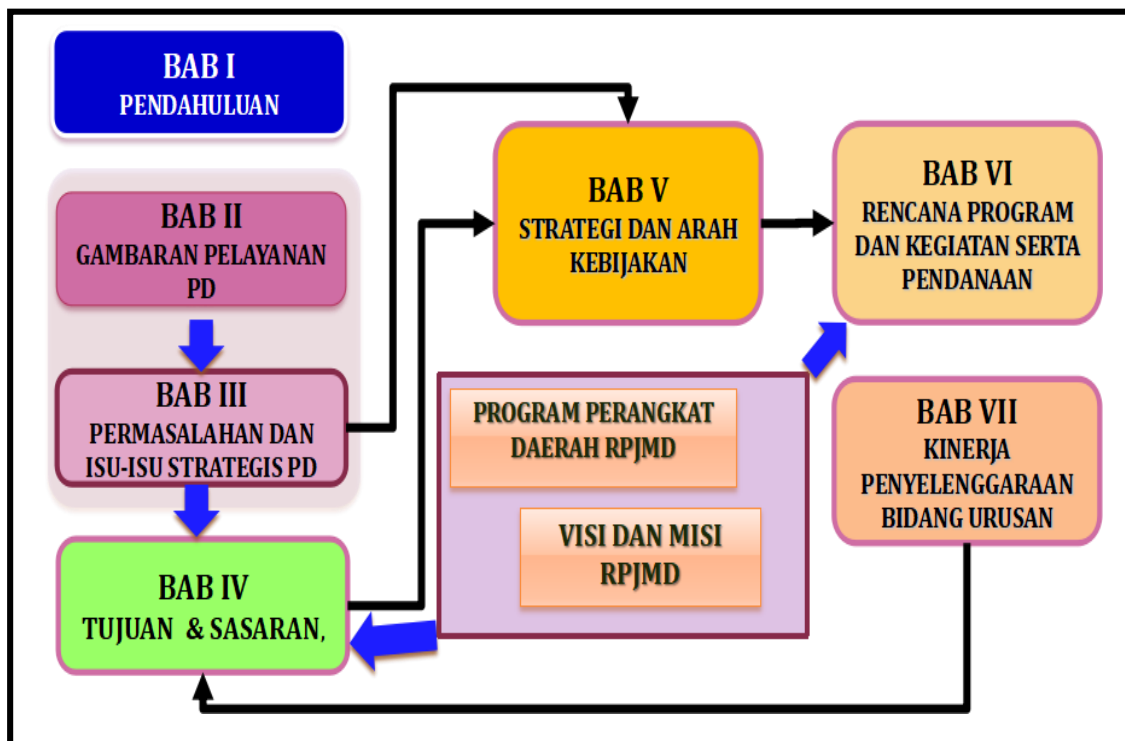 BAB I
PENDAHULUAN
BAB II
GAMBARAN PELAYANAN
PD
BAB III
PERMASALAHAN DAN
ISU-ISU STRATEGIS PD
BAB IV
TUJUAN & SASARAN,
BAB V
STRATEGI DAN ARAH
KEBIJAKAN
BAB VI
RENCANA PROGRAM
DAN KEGIATAN SERTA
PENDANAAN
PROGRAM PERANGKAT
DAERAH RPJMD
VISI DAN MISI
RPJMD
BAB VII
KINERJA
PENYELENGGARAAN
BIDANG URUSAN